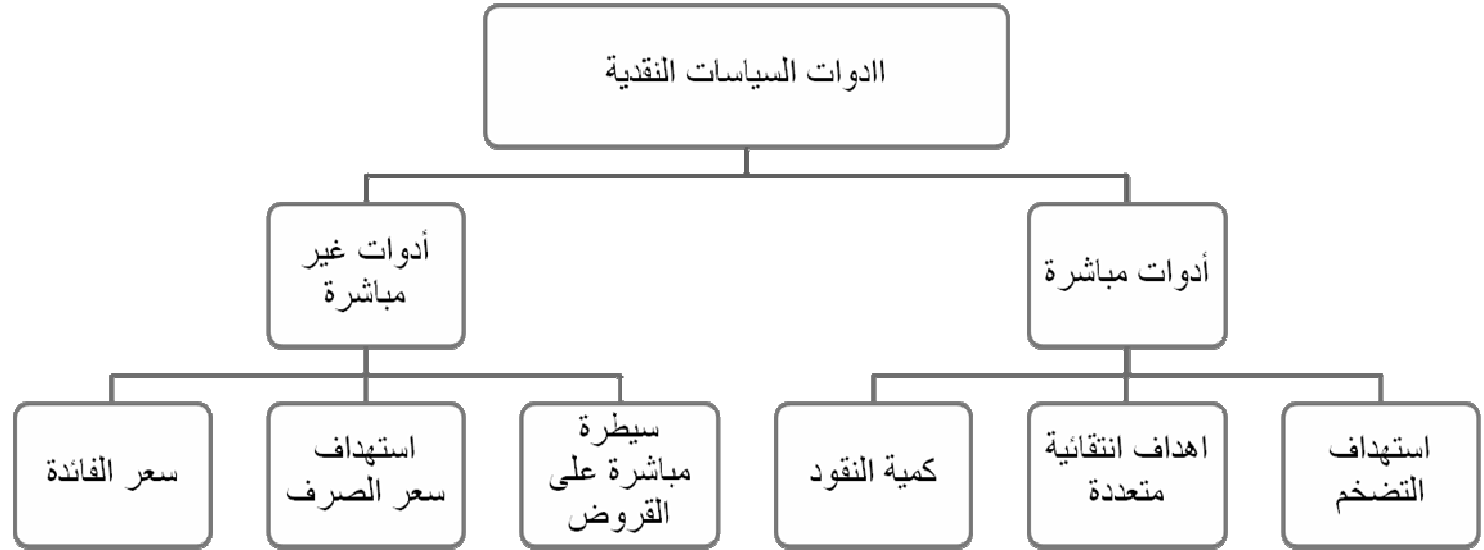 اادوات السياسات النقدية
أدوات مباشرة
أدوات غير
مباشرة
استهداف
التضخم
اهداف انتقائية
متعددة
كمية النقود
سيطرة
مباشرة على
القروض
استهداف
سعر الصرف
سعر الفائدة